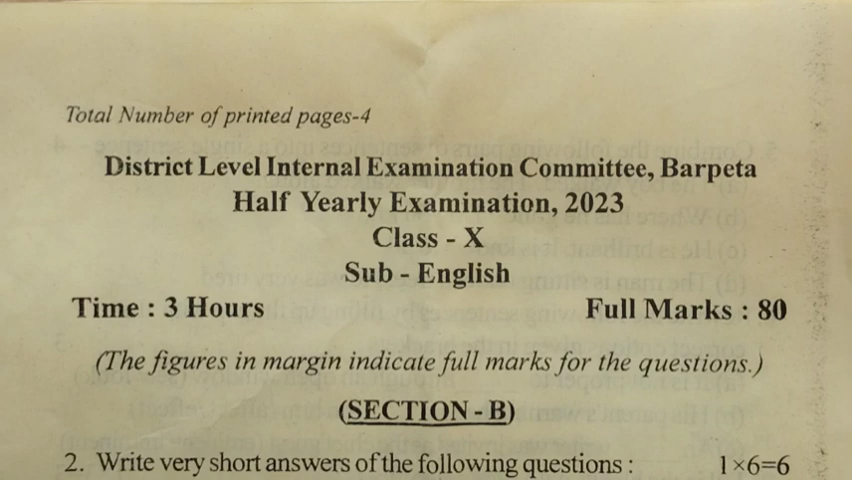 Total Number of printed pages-4
District Level Internal Examination Committee, Barpeta
Half Yearly Examination, 2023
Class - X
Sub - English
Time : 3 Hours Full Marks : 80
(The figures in margin indicate full marks for the questions.)
(SECTION - B)
2. Write very short answers of the following questions : 1×6=6